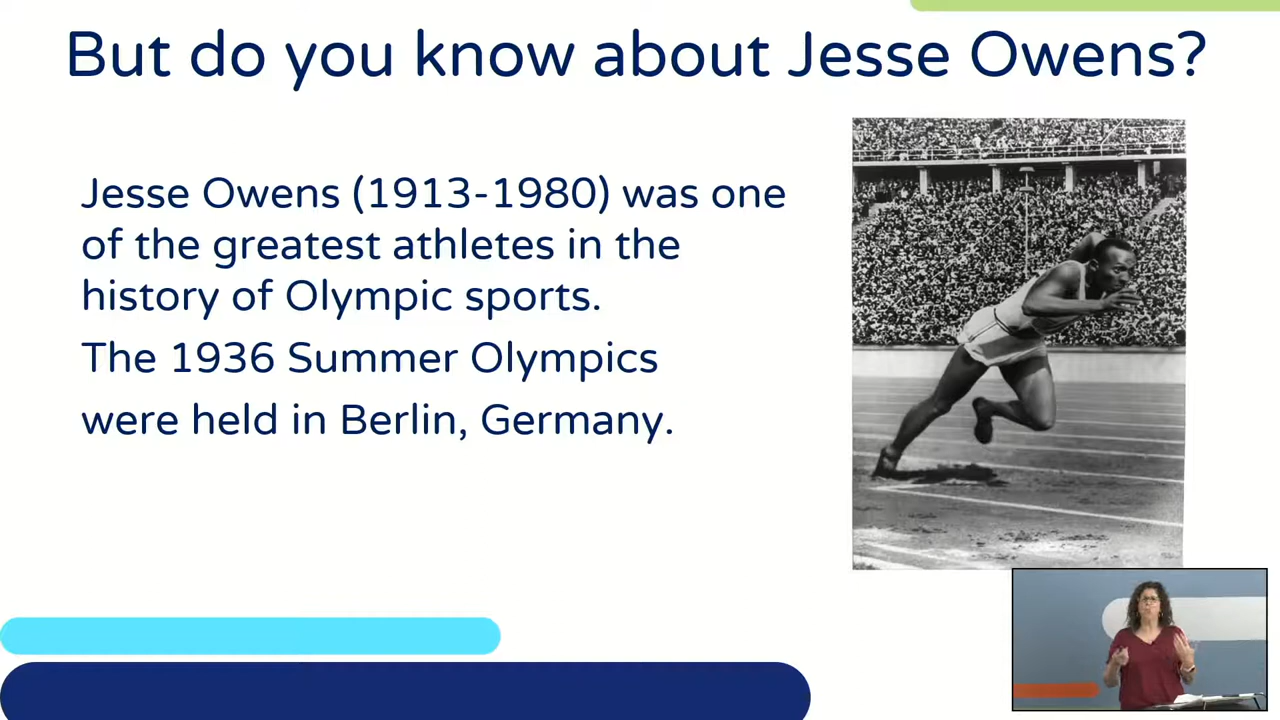 But do you know about Jesse Owens?
Jesse Owens (1913-1980) was one
of the greatest athletes in the
history of Olympic sports.
The 1936 Summer Olympics
were held in Berlin, Germany.